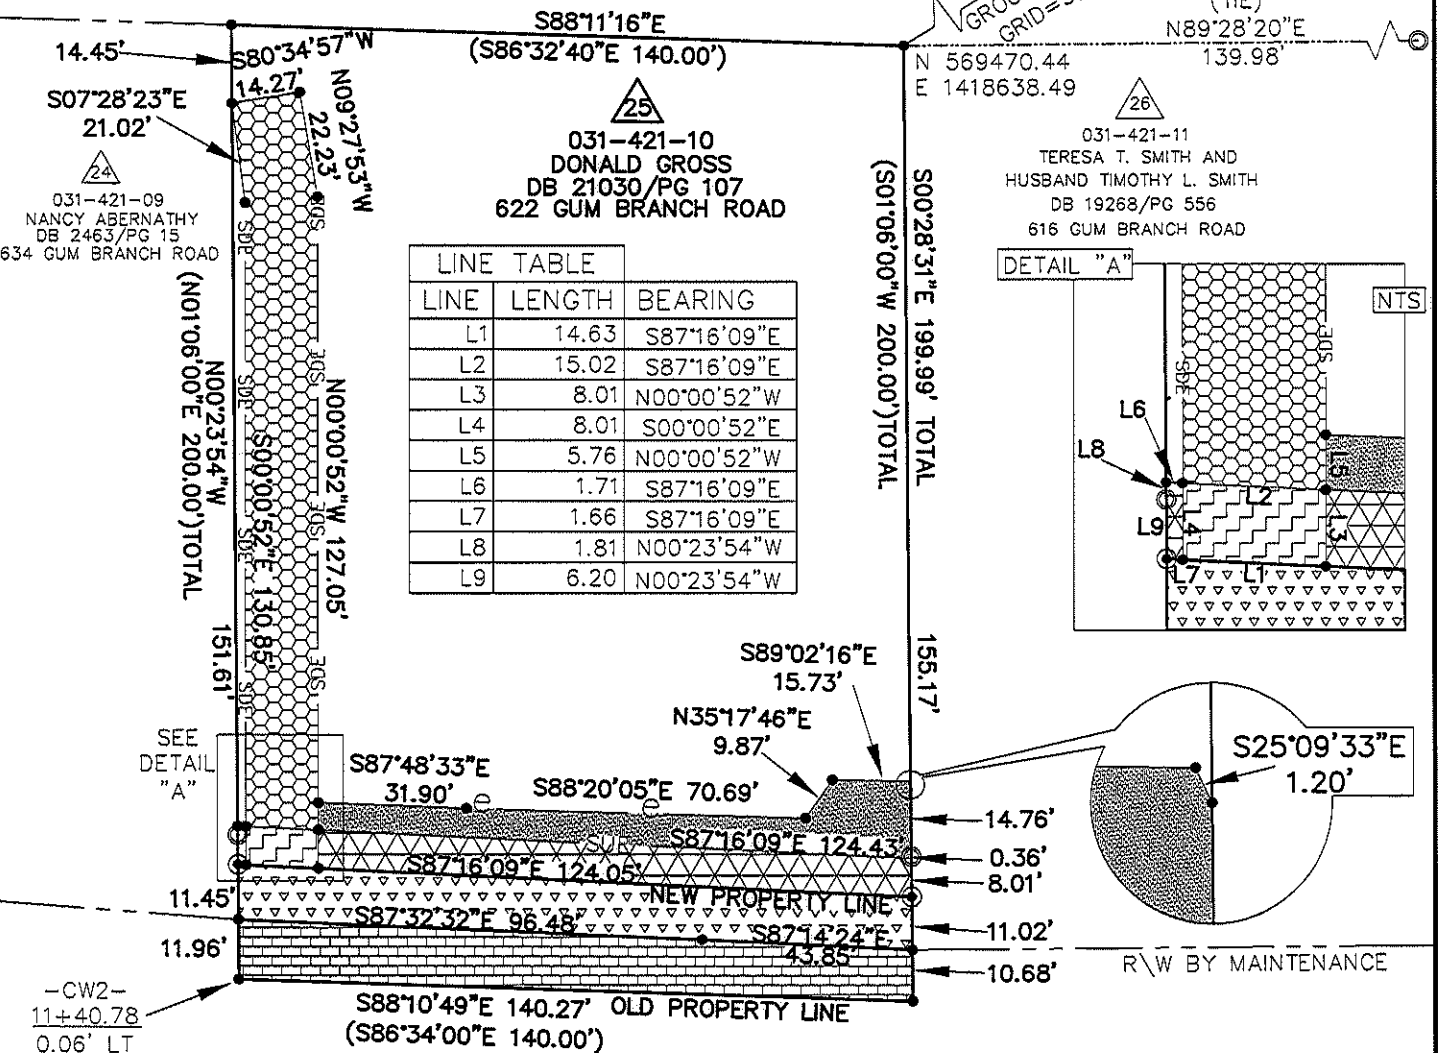 S88°11'16"E
(S86°32'40"E 140.00')
GRID=
(TIE)
N89°28'20"E
139.98'
N 569470.44
E 1418638.49
14.45'
S80°34'57"W
14.27'
S07°28'23"E
21.02'
N09°27'53"W
22.23'
24
031-421-09
NANCY ABERNATHY
DB 2463/PG 15
634 GUM BRANCH ROAD
25
031-421-10
DONALD GROSS
DB 21030/PG 107
622 GUM BRANCH ROAD
26
031-421-11
TERESA T. SMITH AND
HUSBAND TIMOTHY L. SMITH
DB 19268/PG 556
616 GUM BRANCH ROAD
S00°28'31"E 199.99' TOTAL
(S01°06'00"W 200.00')TOTAL
N00°23'54"W
(N01°06'00"E 200.00')TOTAL
SDE
SDE
SDE
SDE
SDE
SDE
SDE
SDE
S00°00'52"E 130.85'
N00°00'52"W 127.05'
LINE TABLE
LINE LENGTH BEARING
L1 14.63 S87°16'09"E
L2 15.02 S87°16'09"E
L3 8.01 N00°00'52"W
L4 8.01 S00°00'52"E
L5 5.76 N00°00'52"W
L6 1.71 S87°16'09"E
L7 1.66 S87°16'09"E
L8 1.81 N00°23'54"W
L9 6.20 N00°23'54"W
DETAIL "A"
NTS
SDE
SDE
L6
L8
L5
L2
L9
4
L3
L7
L1
151.61'
155.17'
S89°02'16"E
15.73'
N35°17'46"E
9.87'
SEE
DETAIL
"A"
S87°48'33"E
31.90'
S88°20'05"E 70.69'
e
e
S25°09'33"E
1.20'
14.76'
SUR
S87°16'09"E 124.43'
0.36'
S87°16'09"E 124.05'
8.01'
11.45'
NEW PROPERTY LINE
S87°32'32"E 96.48'
S87°14'24"E
43.85'
11.02'
11.96'
10.68'
R\W BY MAINTENANCE
-CW2-
11+40.78
0.06' LT
S88°10'49"E 140.27' OLD PROPERTY LINE
(S86°34'00"E 140.00')